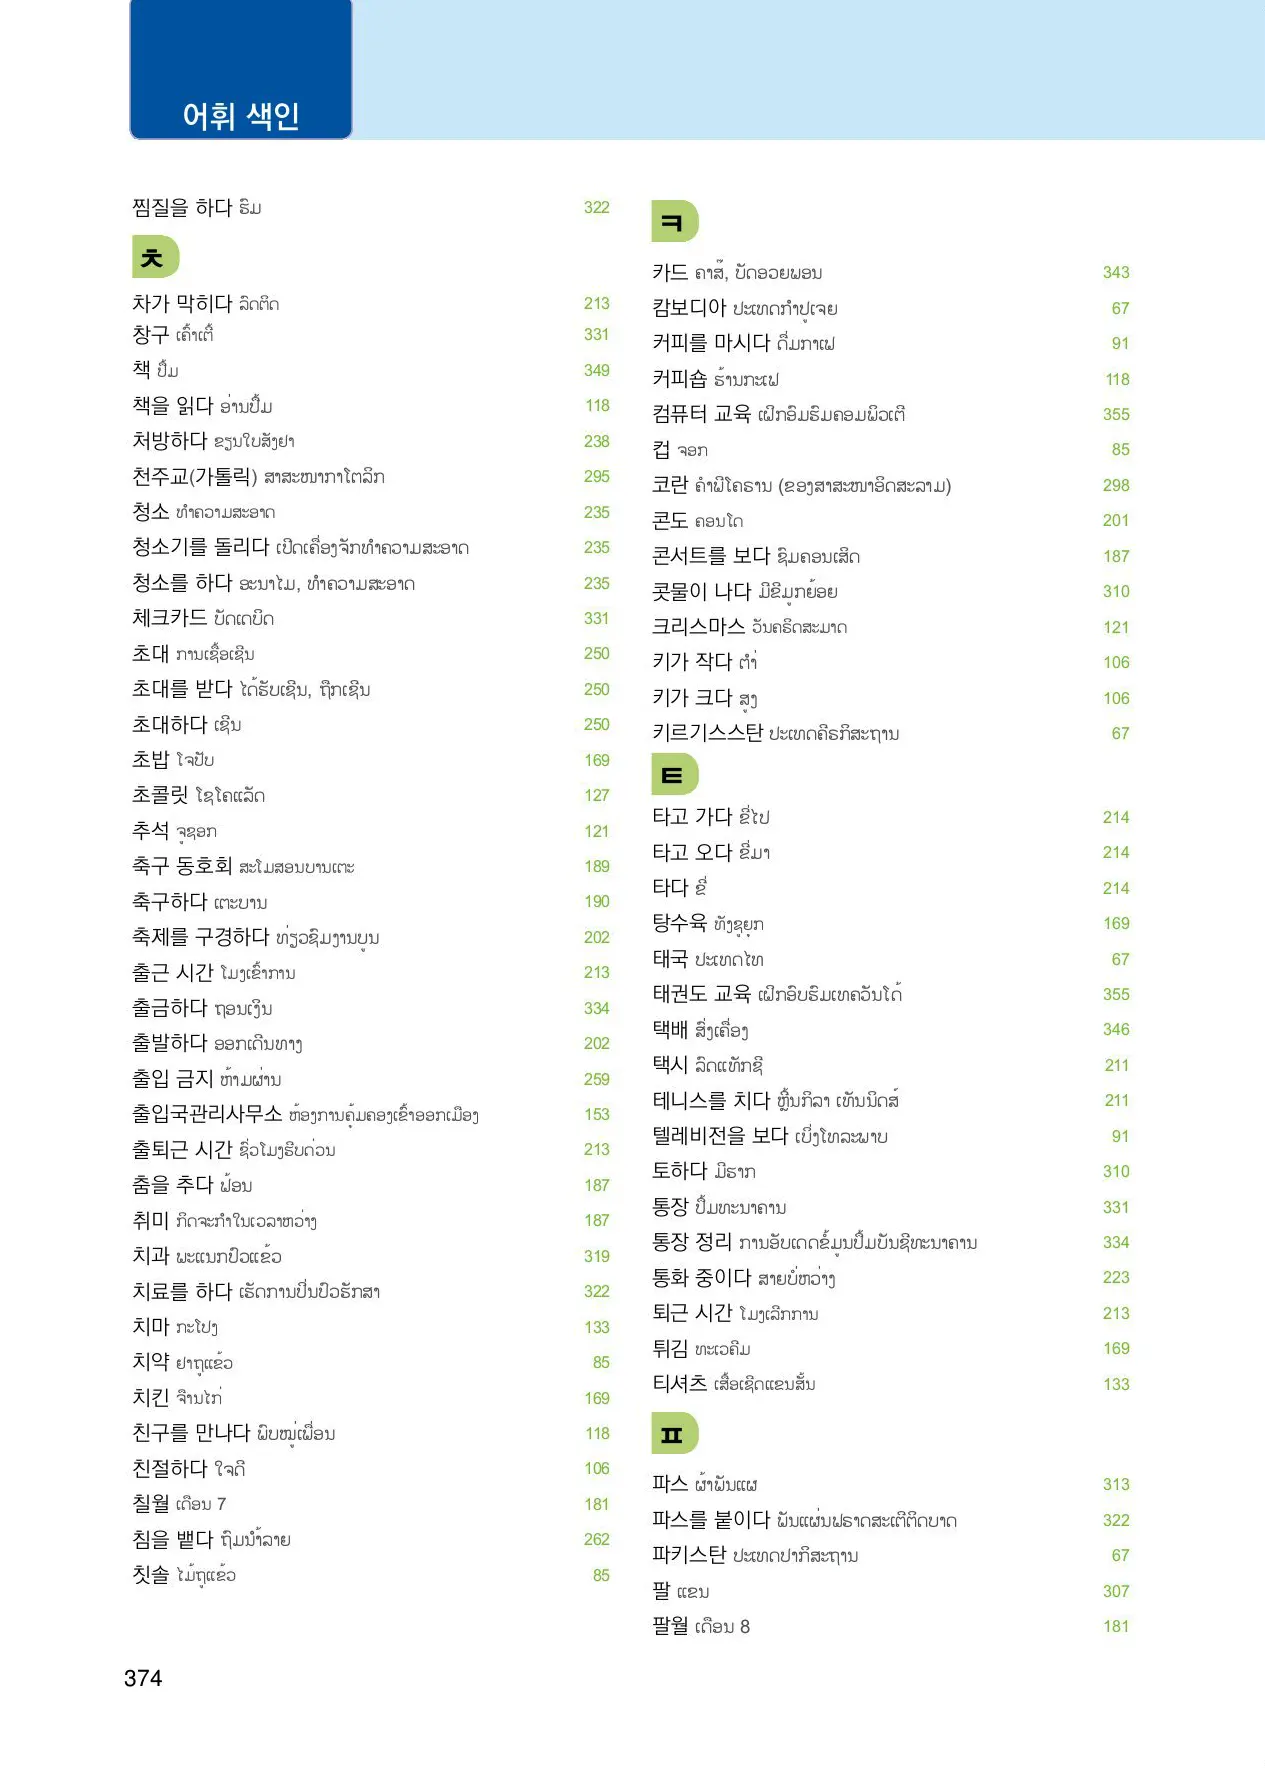 어휘 색인
찜질을 하다 ຮົມ 322
ㅊ
차가 막히다 ລົດຕິດ 213
창구 ເຄົ້າເຕີ້ 331
책 ປຶ້ມ 349
책을 읽다 ອ່ານປຶ້ມ 118
처방하다 ຂຽນໃບສັ່ງຢາ 238
천주교(가톨릭) ສາສະໜາກາໂຕລິກ 295
청소 ທຳຄວາມສະອາດ 235
청소기를 돌리다 ເປີດເຄື່ອງຈັກທຳຄວາມສະອາດ 235
청소를 하다 ອະນາໄມ, ທຳຄວາມສະອາດ 235
체크카드 ບັດເດບິດ 331
초대 ການເຊື້ອເຊີນ 250
초대를 받다 ໄດ້ຮັບເຊີນ, ຖືກເຊີນ 250
초대하다 ເຊີນ 250
초밥 ໂຈປັບ 169
초콜릿 ໂຊໂຄແລັດ 127
추석 ຈູຊອກ 121
축구 동호회 ສະໂມສອນບານເຕະ 189
축구하다 ເຕະບານ 190
축제를 구경하다 ທ່ຽວຊົມງານບູນ 202
출근 시간 ໂມງເຂົ້າການ 213
출금하다 ຖອນເງິນ 334
출발하다 ອອກເດີນທາງ 202
출입 금지 ຫ້າມຜ່ານ 259
출입국관리사무소 ຫ້ອງການຄຸ້ມຄອງເຂົ້າອອກເມືອງ 153
출퇴근 시간 ຊົ່ວໂມງຮີບດ່ວນ 213
춤을 추다 ຟ້ອນ 187
취미 ກິດຈະກຳໃນເວລາຫວ່າງ 187
치과 ພະແນກປົວແຂ້ວ 319
치료를 하다 ເຮັດການປິ່ນປົວຮັກສາ 322
치마 ກະໂປງ 133
치약 ຢາຖູແຂ້ວ 85
치킨 ຈືນໄກ່ 169
친구를 만나다 ພົບໝູ່ເພື່ອນ 118
친절하다 ໃຈດີ 106
칠월 ເດືອນ 7 181
침을 뱉다 ຖົ່ມນ້ຳລາຍ 262
칫솔 ໄມ້ຖູແຂ້ວ 85
ㅋ
카드 ຄາສ໊, ບັດອວຍພອນ 343
캄보디아 ປະເທດກຳປູເຈຍ 67
커피를 마시다 ດື່ມກາເຟ 91
커피숍 ຮ້ານກະເຟ 118
컴퓨터 교육 ເຝິກອົບຮົມຄອມພິວເຕີ 355
컵 ຈອກ 85
코란 ຄຳພີໂຄຣານ (ຂອງສາສະໜາອິດສະລາມ) 298
콘도 ຄອນໂດ 201
콘서트를 보다 ຊົມຄອນເສີດ 187
콧물이 나다 ມີຂີ້ມູກຍ້ອຍ 310
크리스마스 ວັນຄຣິດສະມາດ 121
키가 작다 ຕ່ຳ 106
키가 크다 ສູງ 106
키르기스스탄 ປະເທດຄີຣກິສະຖານ 67
ㅌ
타고 가다 ຂີ່ໄປ 214
타고 오다 ຂີ່ມາ 214
타다 ຂີ່ 214
탕수육 ທັງຊູຍຸກ 169
태국 ປະເທດໄທ 67
태권도 교육 ເຝິກອົບຮົມເທຄວັນໂດ້ 355
택배 ສົ່ງເຄື່ອງ 346
택시 ລົດແທັກຊີ 211
테니스를 치다 ຫຼິ້ນກິລາ ເທັນນິດສ໌ 211
텔레비전을 보다 ເບິ່ງໂທລະພາບ 91
토하다 ມີຮາກ 310
통장 ປຶ້ມທະນາຄານ 331
통장 정리 ການອັບເດດຂໍ້ມູນປຶ້ມບັນຊີທະນາຄານ 334
통화 중이다 ສາຍບໍ່ຫວ່າງ 223
퇴근 시간 ໂມງເລີກການ 213
튀김 ທະເວຄີມ 169
티셔츠 ເສື້ອເຊີດແຂນສັ້ນ 133
ㅍ
파스 ຜ້າພັນແຜ 313
파스를 붙이다 ພັນແຜ່ນຟຣາດສະເຕີຕິດບາດ 322
파키스탄 ປະເທດປາກິສະຖານ 67
팔 ແຂນ 307
팔월 ເດືອນ 8 181
374